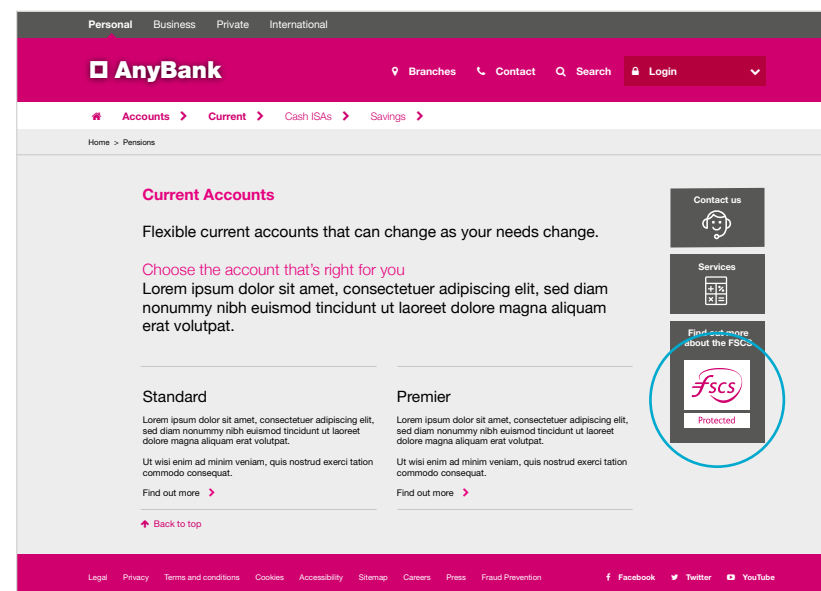 Personal Business Private International
AnyBank
Branches Contact Search Login
Accounts Current Cash ISAs Savings
Home > Pensions
Current Accounts
Flexible current accounts that can change as your needs change.
Choose the account that's right for you
Lorem ipsum dolor sit amet, consectetuer adipiscing elit, sed diam
nonummy nibh euismod tincidunt ut laoreet dolore magna aliquam
erat volutpat.
Standard
Lorem ipsum dolor sit amet, consectetuer adipiscing elit,
sed diam nonummy nibh euismod tincidunt ut laoreet
dolore magna aliquam erat volutpat.
Ut wisi enim ad minim veniam, quis nostrud exerci tation
commodo consequat.
Find out more
Premier
Lorem ipsum dolor sit amet, consectetuer adipiscing elit,
sed diam nonummy nibh euismod tincidunt ut laoreet
dolore magna aliquam erat volutpat.
Ut wisi enim ad minim veniam, quis nostrud exerci tation
commodo consequat.
Find out more
Back to top
Contact us
Services
Find out more
about the FSCS
fscs
Protected
Legal Privacy Terms and conditions Cookies Accessibility Sitemap Careers Press Fraud Prevention Facebook Twitter YouTube